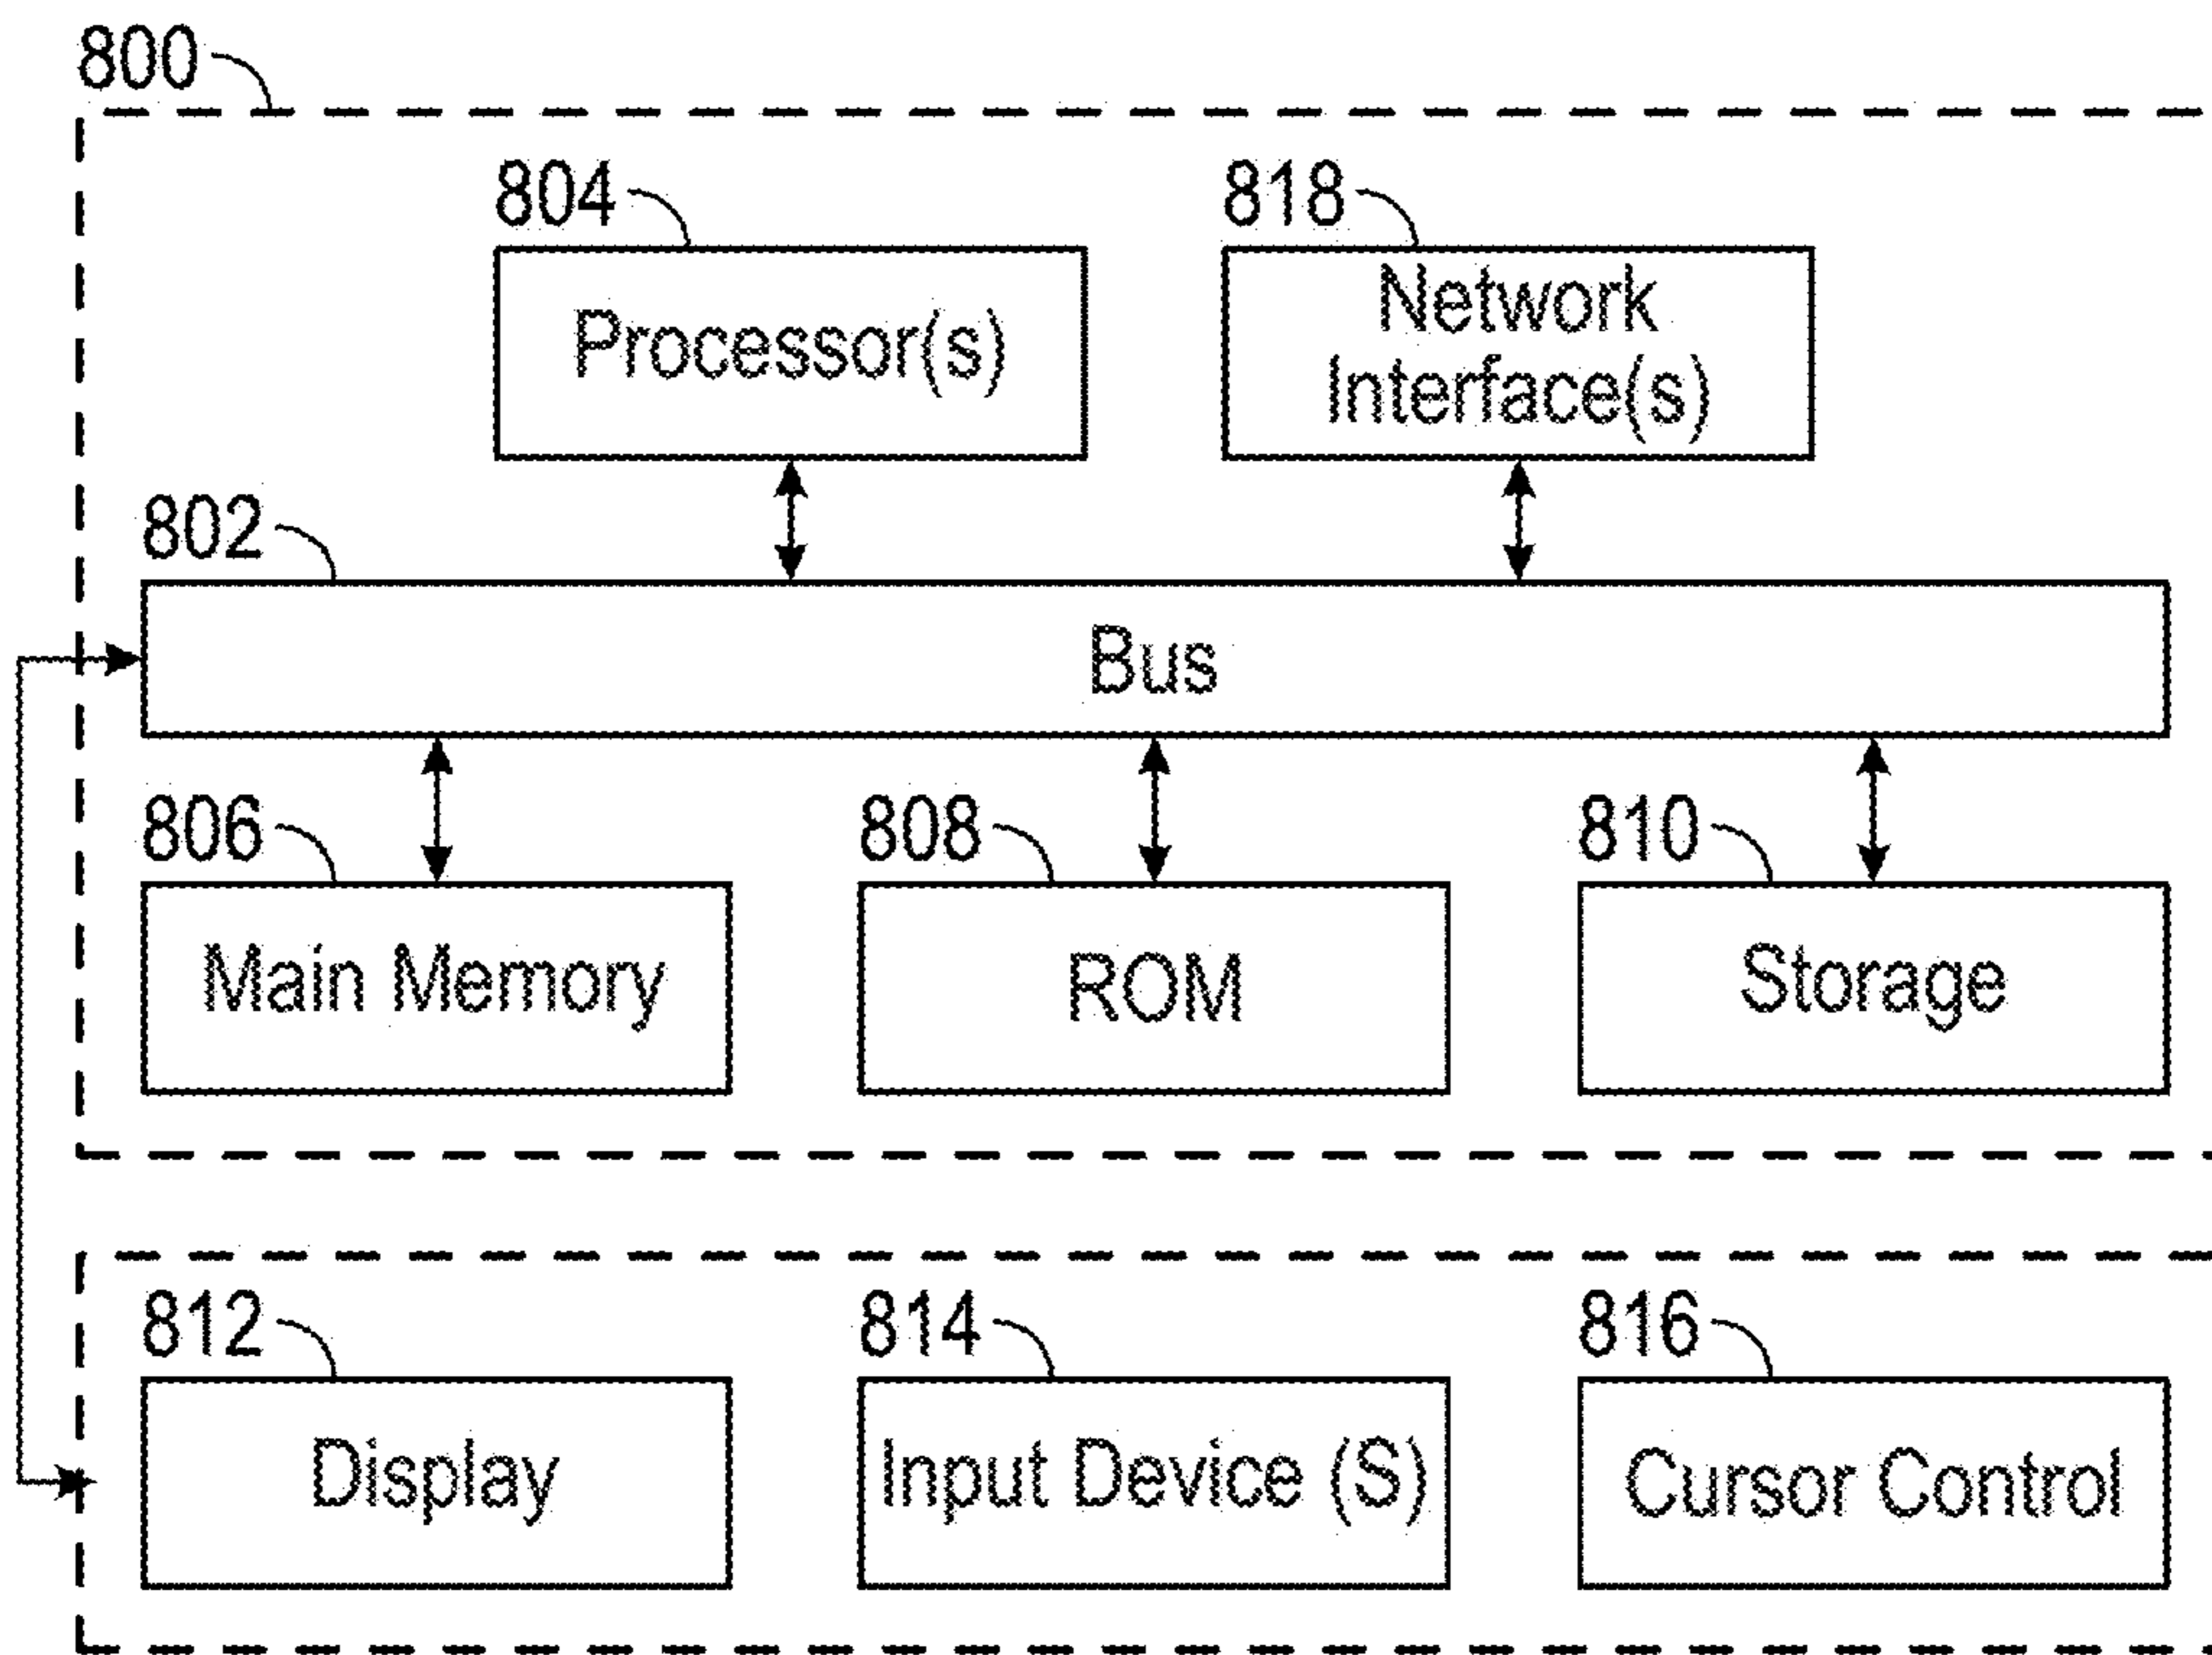 800
804
818
Processor(s)
Network
Interface(s)
802
Bus
806
808
810
Main Memory
ROM
Storage
812
814
816
Display
Input Device (S)
Cursor Control